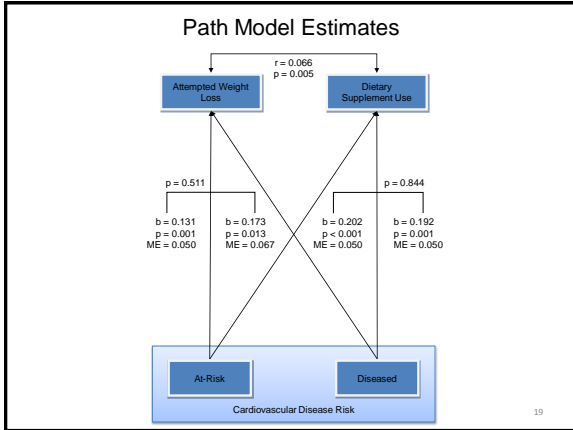 Path Model Estimates
r = 0.066
p = 0.005
Attempted Weight
Loss
Dietary
Supplement Use
p = 0.511
p = 0.844
b = 0.131
p = 0.001
ME = 0.050
b = 0.173
p = 0.013
ME = 0.067
b = 0.202
p < 0.001
ME = 0.050
b = 0.192
p = 0.001
ME = 0.050
At-Risk
Diseased
Cardiovascular Disease Risk
19